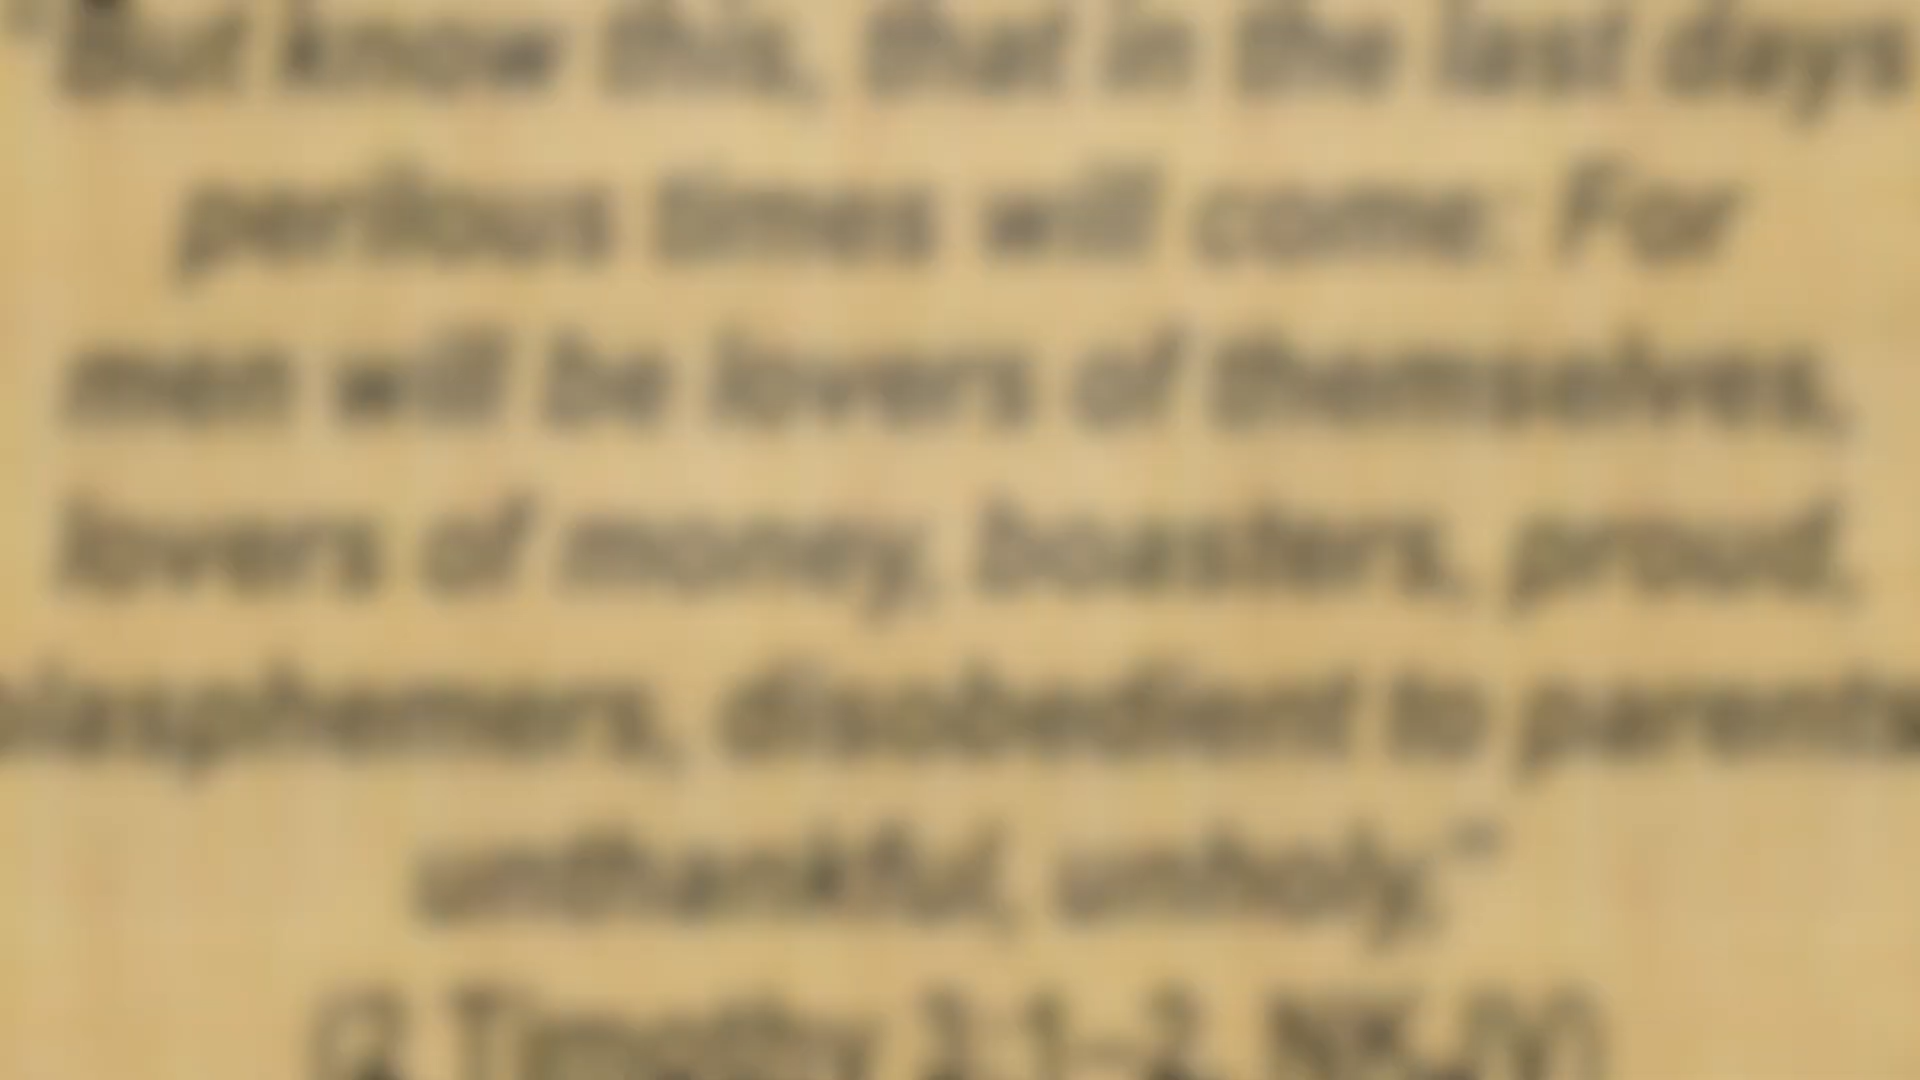 "But know this, that in the last days
perilous times will come: For
men will be lovers of themselves,
lovers of money, boasters, proud,
blasphemers, disobedient to parents,
unthankful, unholy,"
(2 Timothy 3:1–2, NKJV)